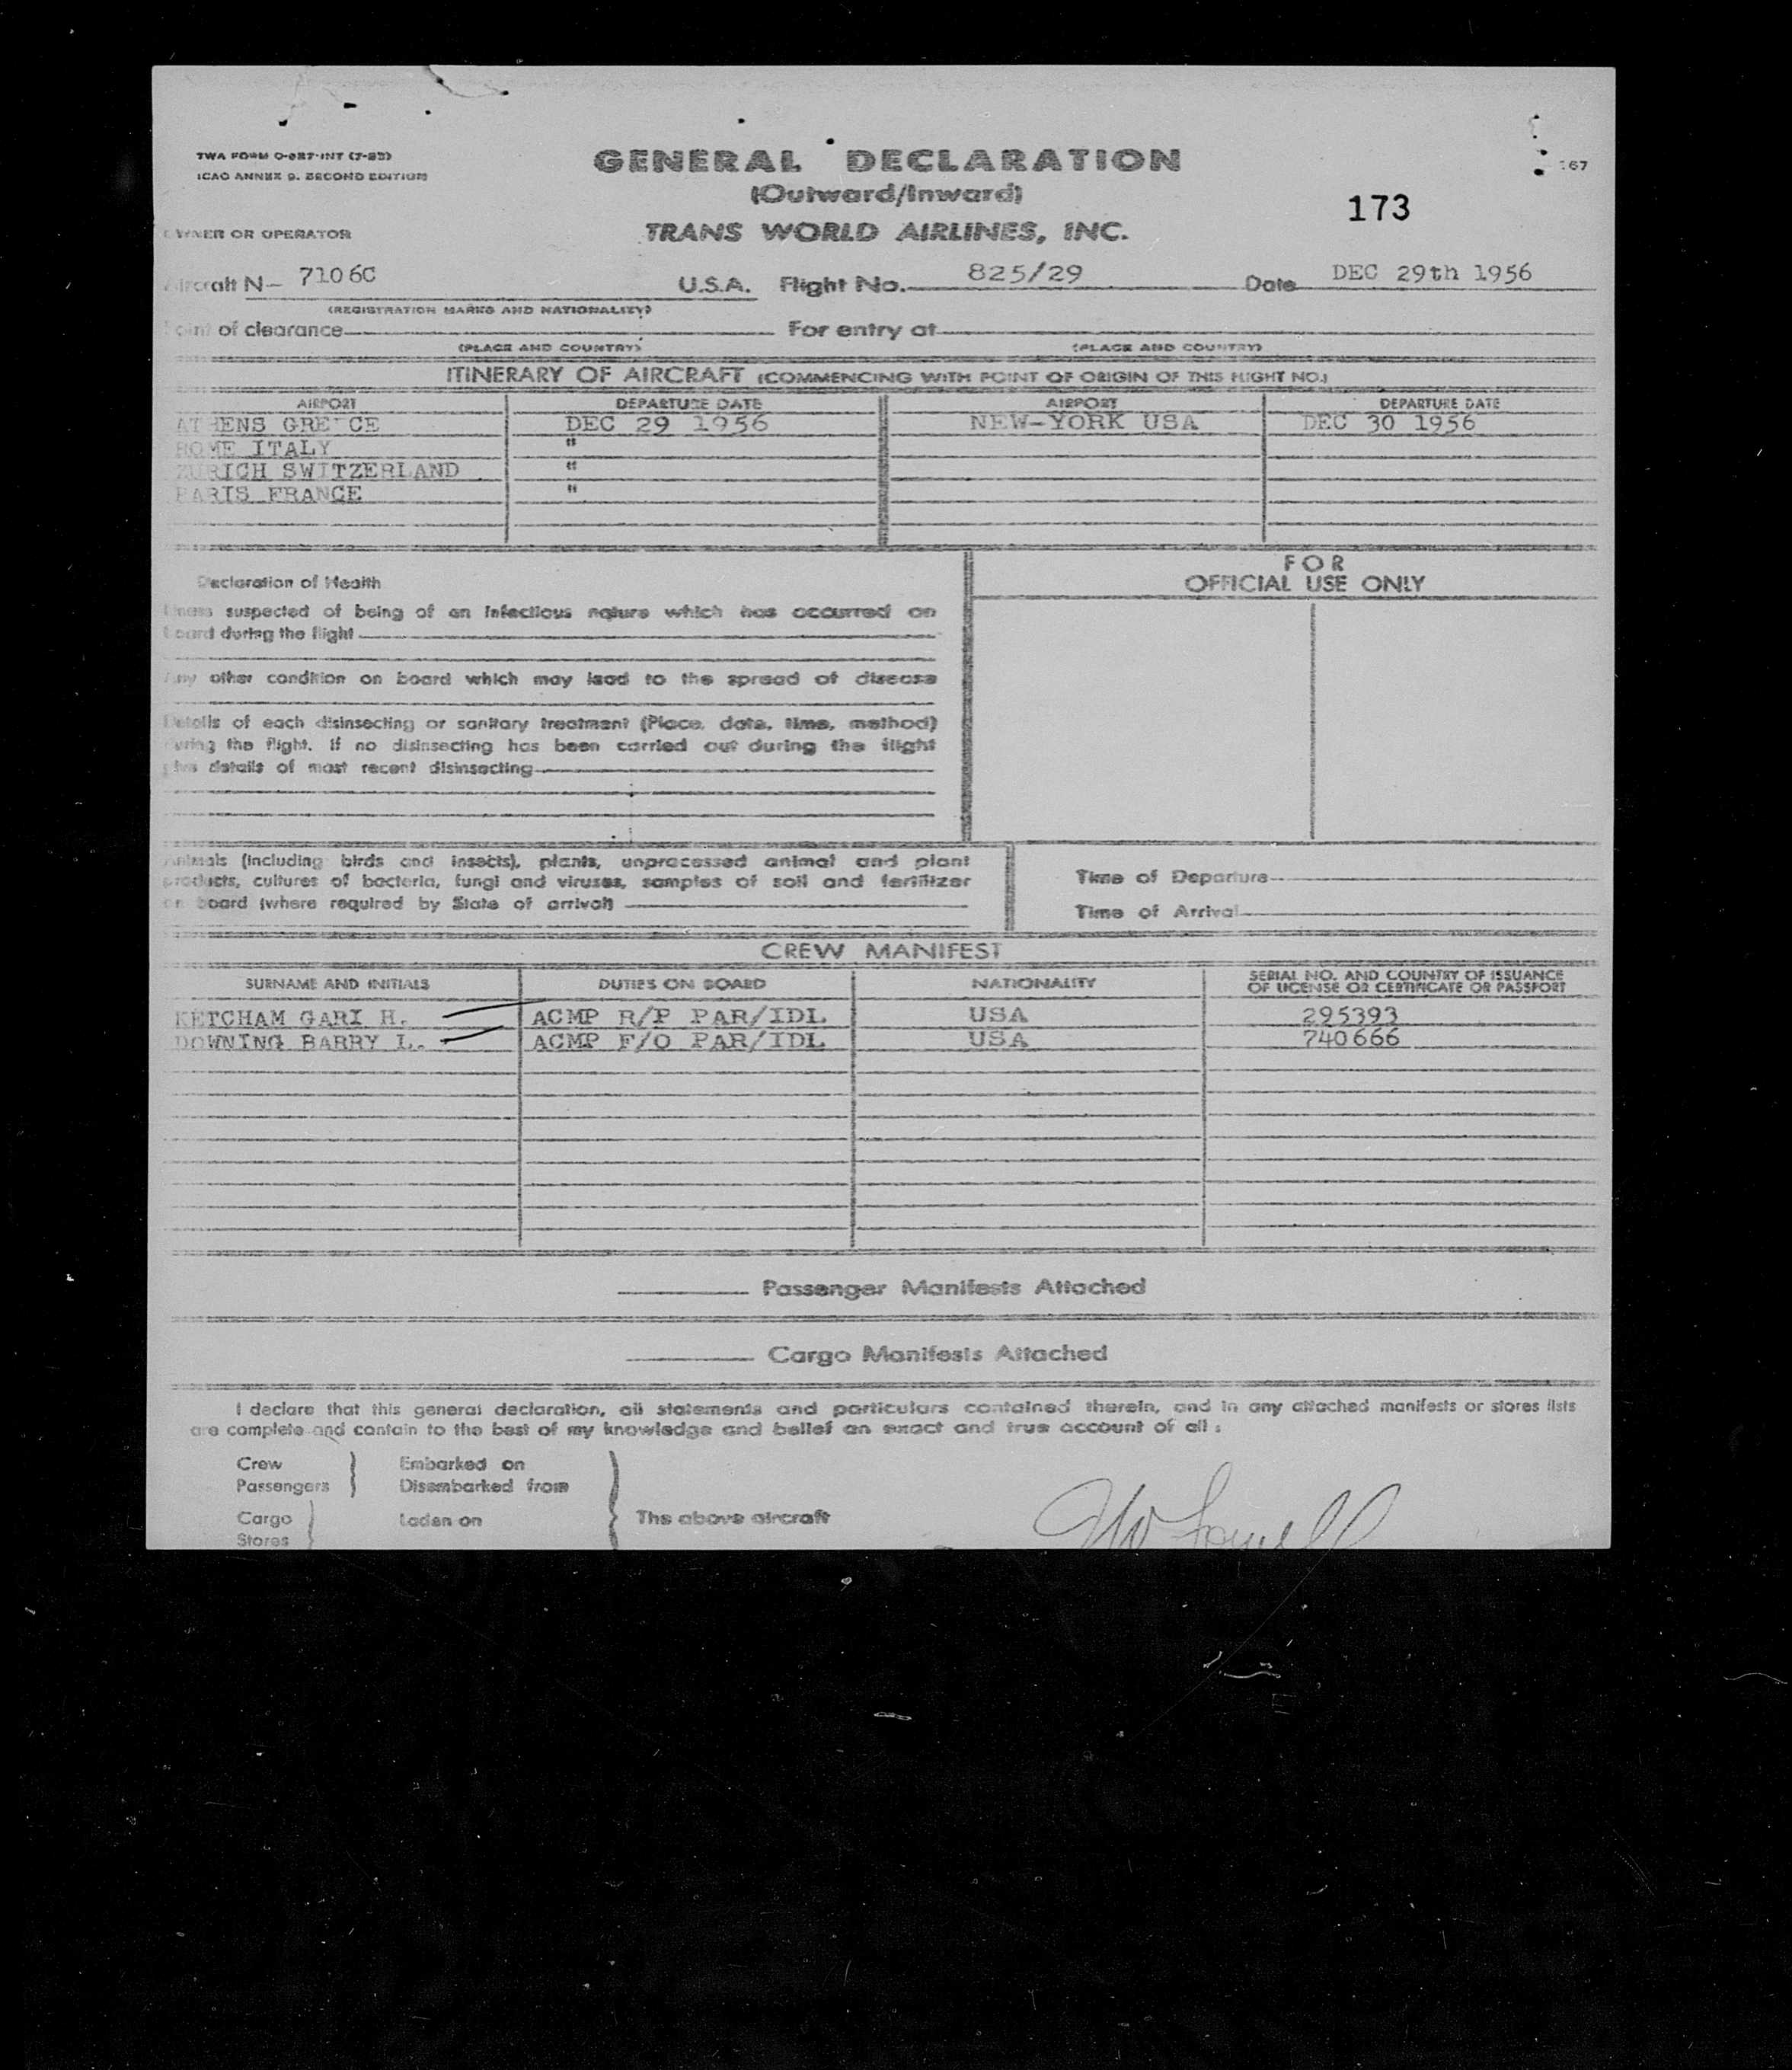 TWA FORM O-027-INT (7-55)
ICAO ANNEX 9. SECOND EDITION
GENERAL DECLARATION
(Outward/Inward)
167
173
OWNER OR OPERATOR
TRANS WORLD AIRLINES, INC.
Aircraft N- 7106C U.S.A. Flight No. 825/29 Date DEC 29th 1956
(REGISTRATION MARKS AND NATIONALITY)
Point of clearance For entry at
(PLACE AND COUNTRY) (PLACE AND COUNTRY)
ITINERARY OF AIRCRAFT (COMMENCING WITH POINT OF ORIGIN OF THIS FLIGHT NO.)
AIRPORT DEPARTURE DATE AIRPORT DEPARTURE DATE
ATHENS GREECE DEC 29 1956 NEW-YORK USA DEC 30 1956
ROME ITALY "
ZURICH SWITZERLAND "
PARIS FRANCE "
Declaration of Health
Illness suspected of being of an infectious nature which has occurred on
board during the flight
Any other condition on board which may lead to the spread of disease
Details of each disinsecting or sanitary treatment (Place, date, time, method)
during the flight. If no disinsecting has been carried out during the flight
give details of most recent disinsecting
FOR
OFFICIAL USE ONLY
Animals (including birds and insects), plants, unprocessed animal and plant
products, cultures of bacteria, fungi and viruses, samples of soil and fertilizer
on board (where required by State of arrival)
Time of Departure
Time of Arrival
CREW MANIFEST
SURNAME AND INITIALS DUTIES ON BOARD NATIONALITY SERIAL NO. AND COUNTRY OF ISSUANCE
OF LICENSE OR CERTIFICATE OR PASSPORT
KETCHAM GARI H. ACMP R/P PAR/IDL USA 295393
DOWNING BARRY L. ACMP F/O PAR/IDL USA 740666
Passenger Manifests Attached
Cargo Manifests Attached
I declare that this general declaration, all statements and particulars contained therein, and in any attached manifests or stores lists
are complete and contain to the best of my knowledge and belief an exact and true account of all :
Crew Embarked on
Passengers Disembarked from
Cargo Laden on The above aircraft
Stores